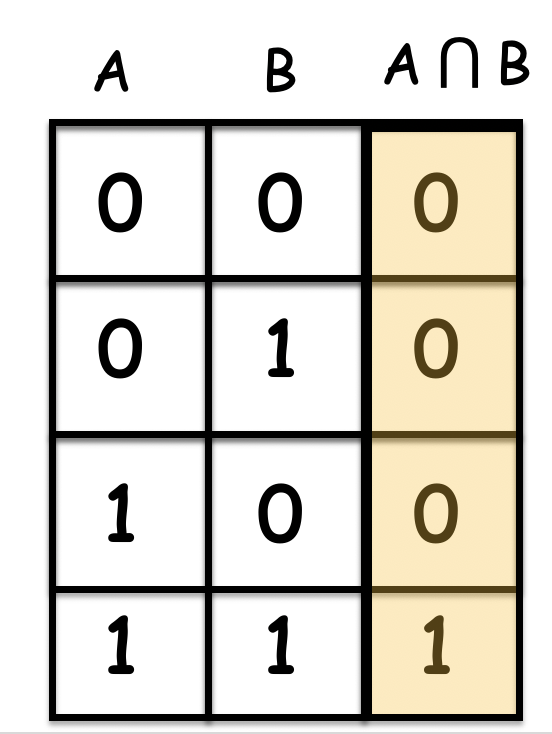 A B A ∩ B
0 0 0
0 1 0
1 0 0
1 1 1